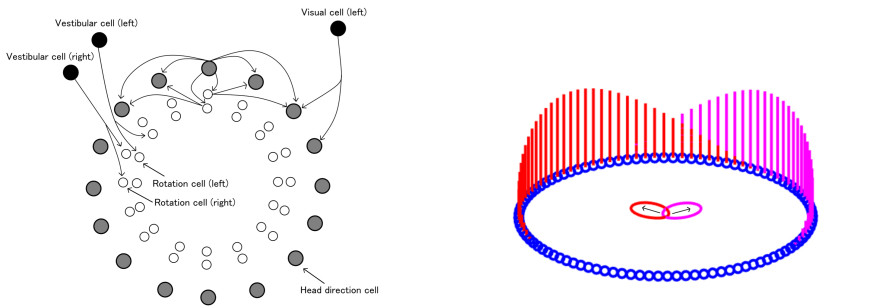 Visual cell (left)
Vestibular cell (left)
Vestibular cell (right)
Rotation cell (left)
Rotation cell (right)
Head direction cell